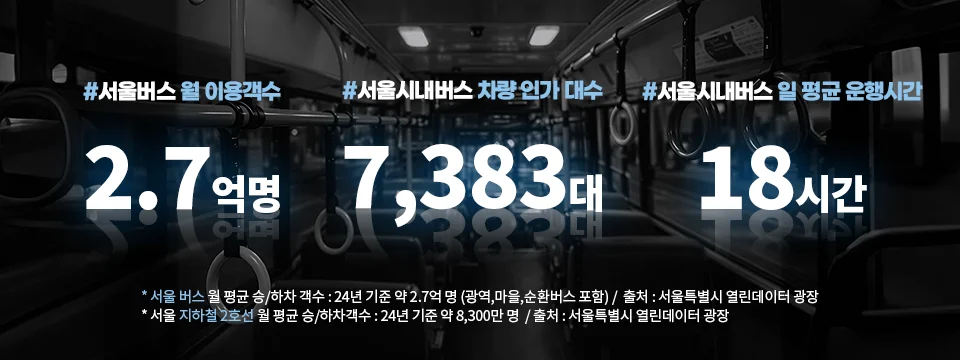 #서울버스 월 이용객수
#서울시내버스 차량 인가 대수
#서울시내버스 일 평균 운행시간
2.7억명
7,383대
18시간
* 서울 버스 월 평균 승/하차 객수 : 24년 기준 약 2.7억 명 (광역,마을,순환버스 포함) / 출처 : 서울특별시 열린데이터 광장
* 서울 지하철 2호선 월 평균 승/하차객수 : 24년 기준 약 8,300만 명 / 출처 : 서울특별시 열린데이터 광장